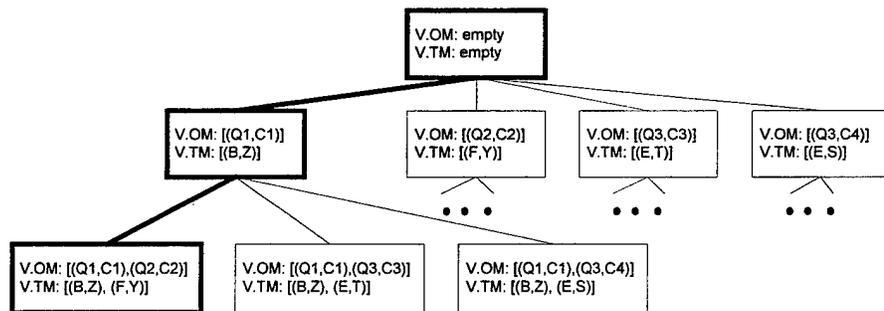 V.OM: empty
V.TM: empty
V.OM: [(Q1,C1)]
V.TM: [(B,Z)]
V.OM: [(Q2,C2)]
V.TM: [(F,Y)]
V.OM: [(Q3,C3)]
V.TM: [(E,T)]
V.OM: [(Q3,C4)]
V.TM: [(E,S)]
V.OM: [(Q1,C1),(Q2,C2)]
V.TM: [(B,Z), (F,Y)]
V.OM: [(Q1,C1),(Q3,C3)]
V.TM: [(B,Z), (E,T)]
V.OM: [(Q1,C1),(Q3,C4)]
V.TM: [(B,Z), (E,S)]